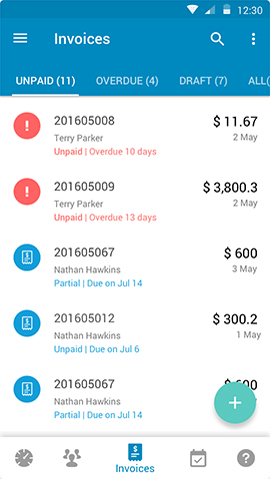 12:30
Invoices
UNPAID (11) OVERDUE (4) DRAFT (7) ALL(
201605008 $ 11.67
Terry Parker 2 May
Unpaid | Overdue 10 days
201605009 $ 3,800.3
Terry Parker 2 May
Unpaid | Overdue 13 days
201605067 $ 600
Nathan Hawkins 3 May
Partial | Due on Jul 14
201605012 $ 300.2
Nathan Hawkins 1 May
Unpaid | Due on Jul 6
201605067 $ 600
Nathan Hawkins
Partial | Due on Jul 14
Invoices